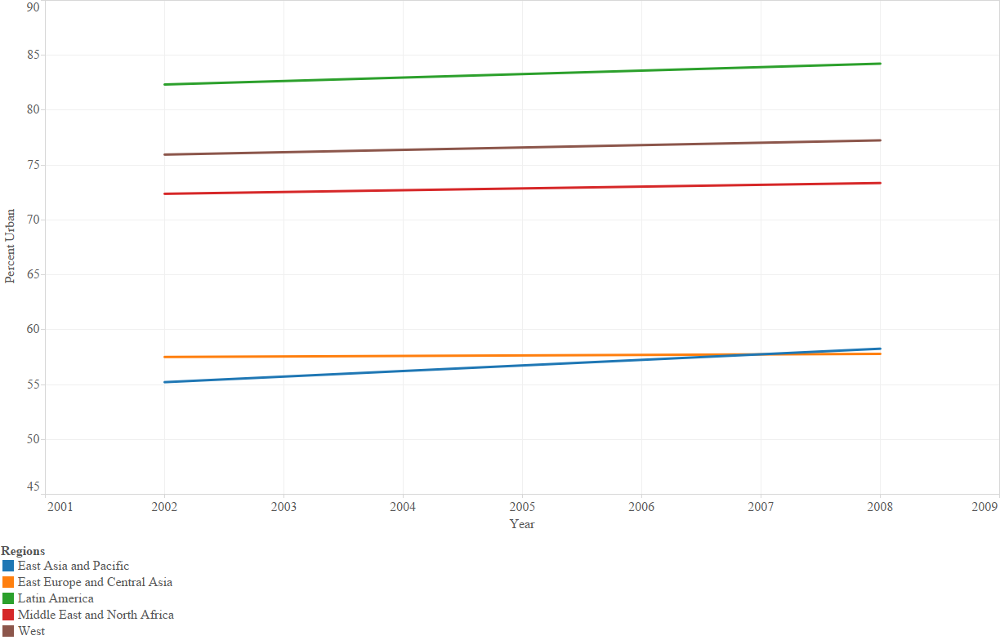 90
85
80
75
70
65
60
55
50
45
Percent Urban
2001 2002 2003 2004 2005 2006 2007 2008 2009
Year
Regions
East Asia and Pacific
East Europe and Central Asia
Latin America
Middle East and North Africa
West